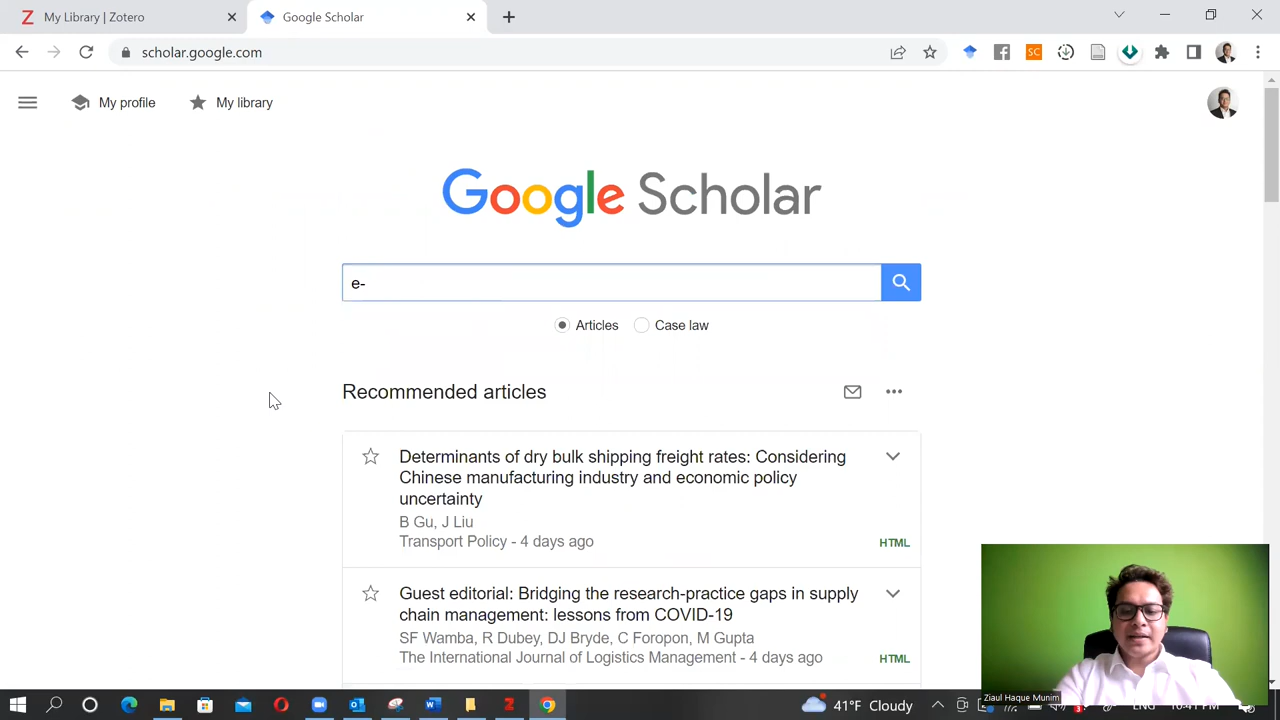 My Library | Zotero
Google Scholar
scholar.google.com
SC
My profile
My library
Google Scholar
e-
Articles
Case law
Recommended articles
Determinants of dry bulk shipping freight rates: Considering
Chinese manufacturing industry and economic policy
uncertainty
B Gu, J Liu
Transport Policy - 4 days ago
HTML
Guest editorial: Bridging the research-practice gaps in supply
chain management: lessons from COVID-19
SF Wamba, R Dubey, DJ Bryde, C Foropon, M Gupta
The International Journal of Logistics Management - 4 days ago
HTML
Ziaul Haque Munim
41°F Cloudy